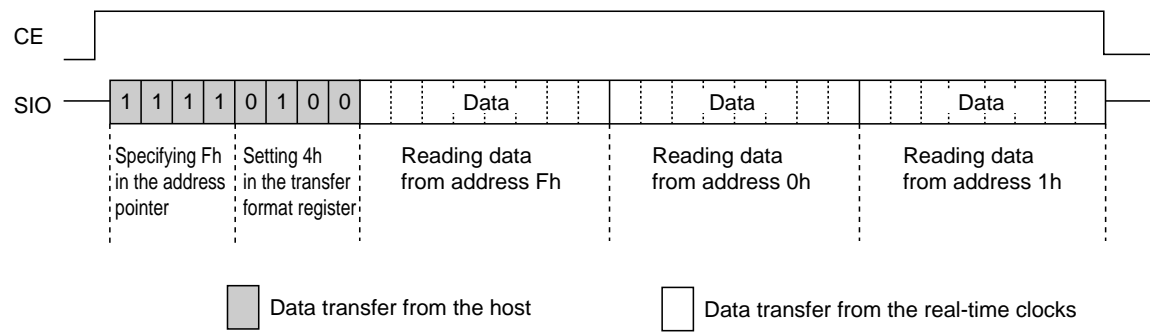 CE
SIO
1 1 1 1 0 1 0 0 Data Data Data
Specifying Fh
in the address
pointer
Setting 4h
in the transfer
format register
Reading data
from address Fh
Reading data
from address 0h
Reading data
from address 1h
Data transfer from the host
Data transfer from the real-time clocks